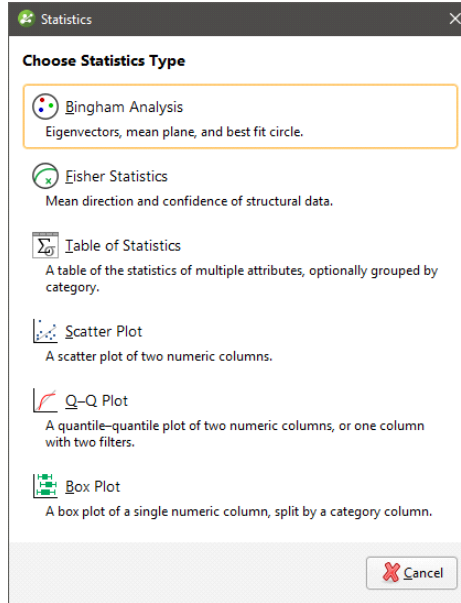 Statistics
Choose Statistics Type
Bingham Analysis
Eigenvectors, mean plane, and best fit circle.
Fisher Statistics
Mean direction and confidence of structural data.
Table of Statistics
A table of the statistics of multiple attributes, optionally grouped by
category.
Scatter Plot
A scatter plot of two numeric columns.
Q–Q Plot
A quantile–quantile plot of two numeric columns, or one column
with two filters.
Box Plot
A box plot of a single numeric column, split by a category column.
Cancel